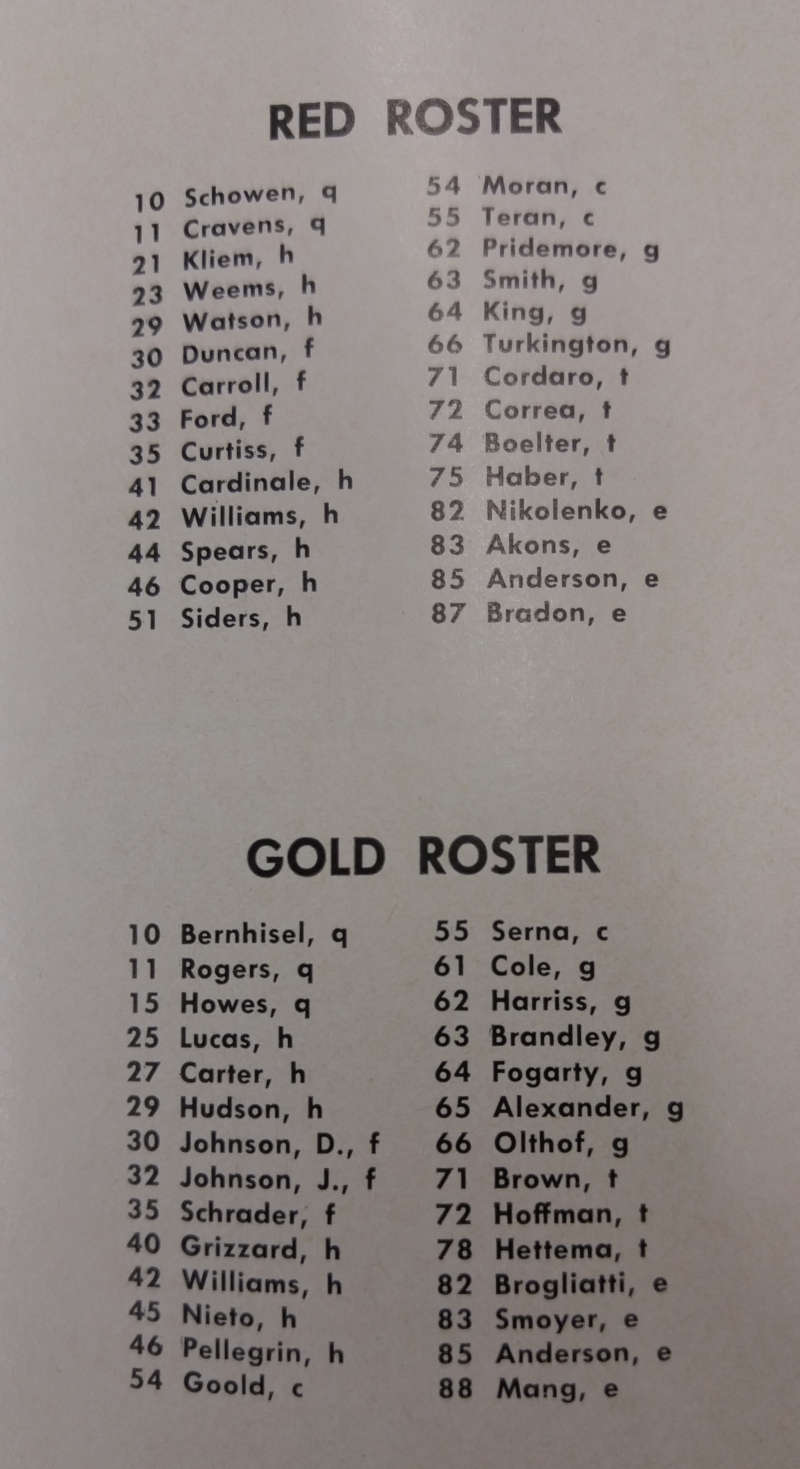 RED ROSTER
10 Schowen, q
11 Cravens, q
21 Kliem, h
23 Weems, h
29 Watson, h
30 Duncan, f
32 Carroll, f
33 Ford, f
35 Curtiss, f
41 Cardinale, h
42 Williams, h
44 Spears, h
46 Cooper, h
51 Siders, h
54 Moran, c
55 Teran, c
62 Pridemore, g
63 Smith, g
64 King, g
66 Turkington, g
71 Cordaro, t
72 Correa, t
74 Boelter, t
75 Haber, t
82 Nikolenko, e
83 Akons, e
85 Anderson, e
87 Bradon, e
GOLD ROSTER
10 Bernhisel, q
11 Rogers, q
15 Howes, q
25 Lucas, h
27 Carter, h
29 Hudson, h
30 Johnson, D., f
32 Johnson, J., f
35 Schrader, f
40 Grizzard, h
42 Williams, h
45 Nieto, h
46 Pellegrin, h
54 Goold, c
55 Serna, c
61 Cole, g
62 Harriss, g
63 Brandley, g
64 Fogarty, g
65 Alexander, g
66 Olthof, g
71 Brown, t
72 Hoffman, t
78 Hettema, t
82 Brogliatti, e
83 Smoyer, e
85 Anderson, e
88 Mang, e